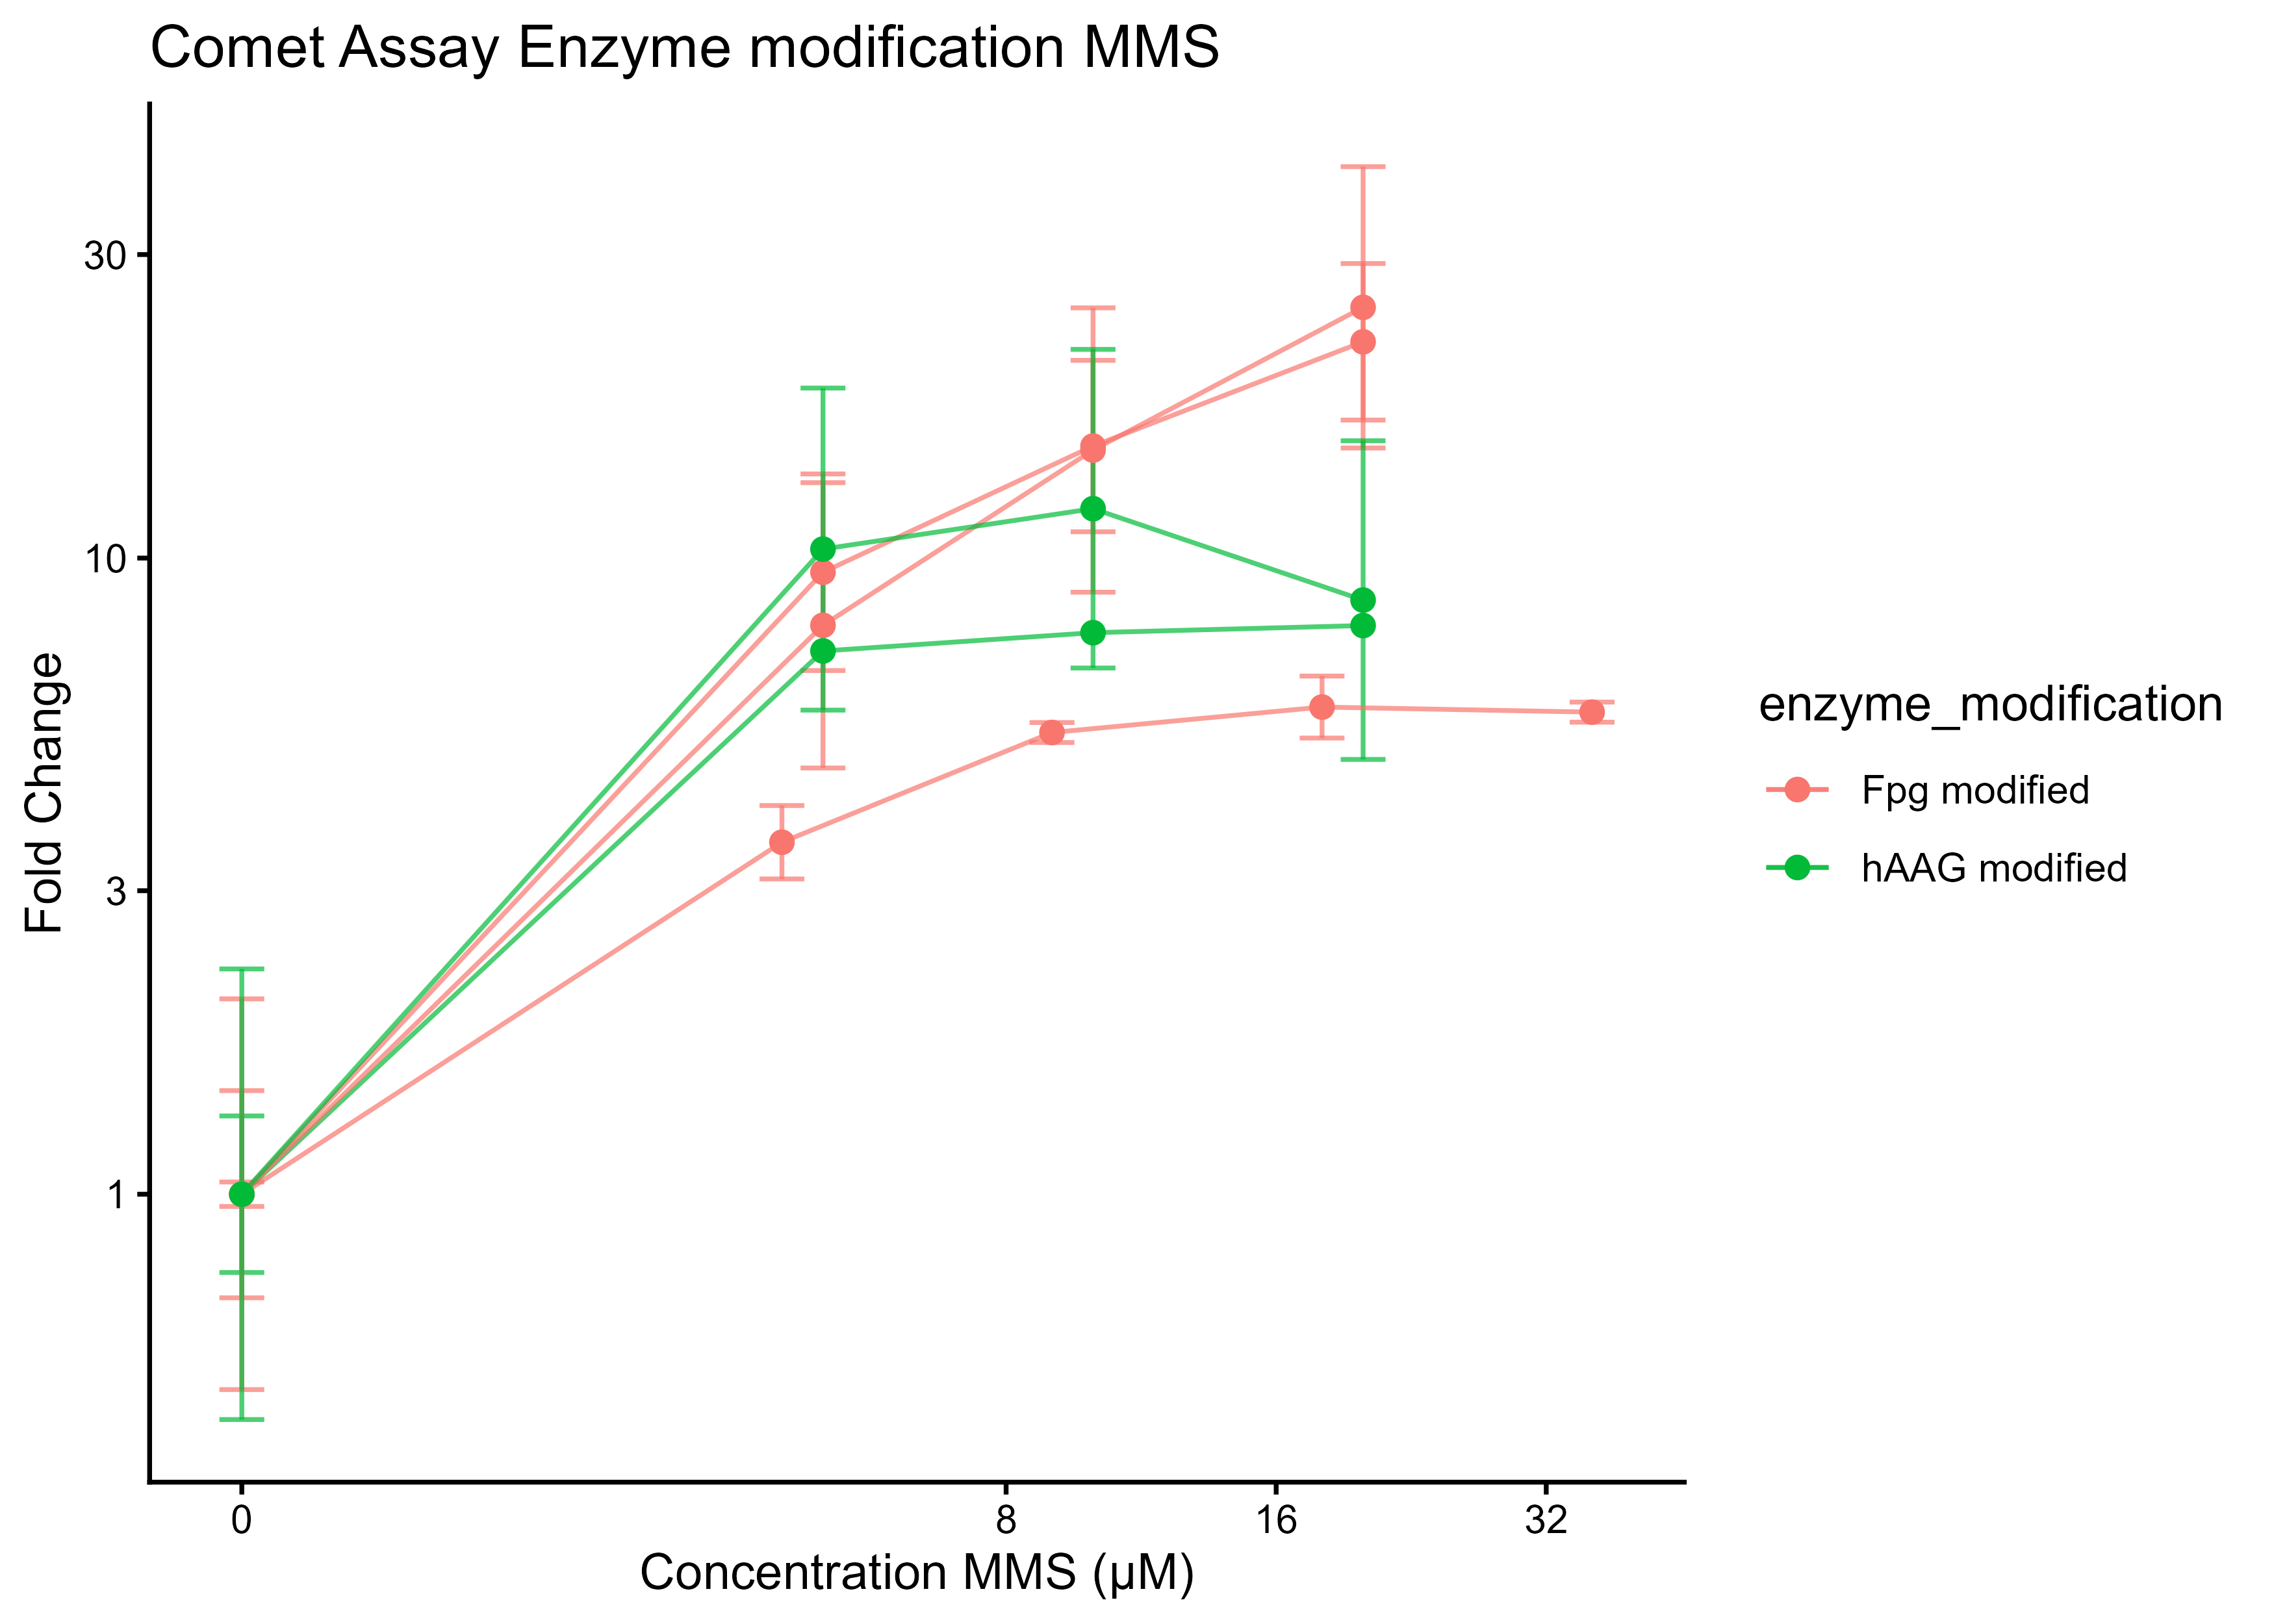 Comet Assay Enzyme modification MMS
30
10
3
1
Fold Change
0
8
16
32
Concentration MMS (µM)
enzyme_modification
Fpg modified
hAAG modified